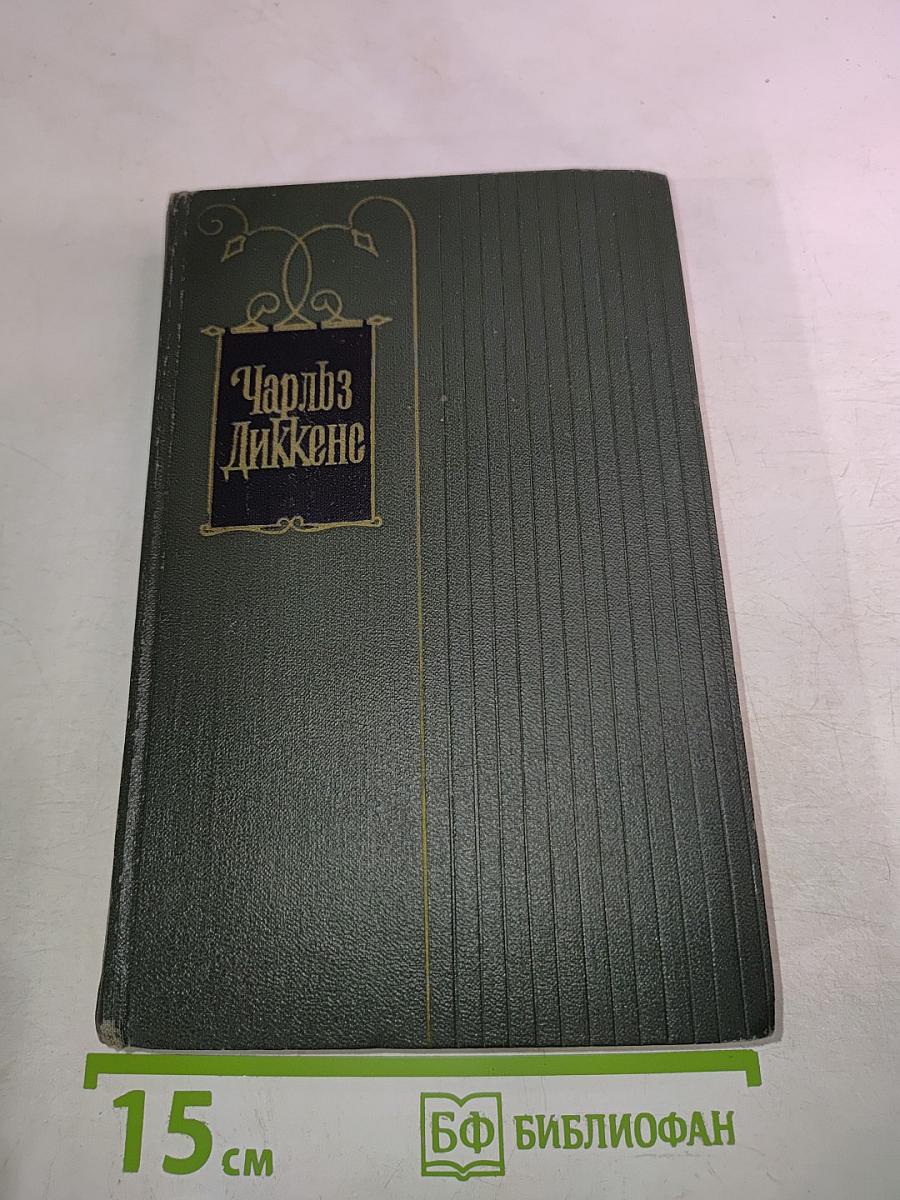 Чарльз
Диккенс
15 см
БФ БИБЛИОФАН